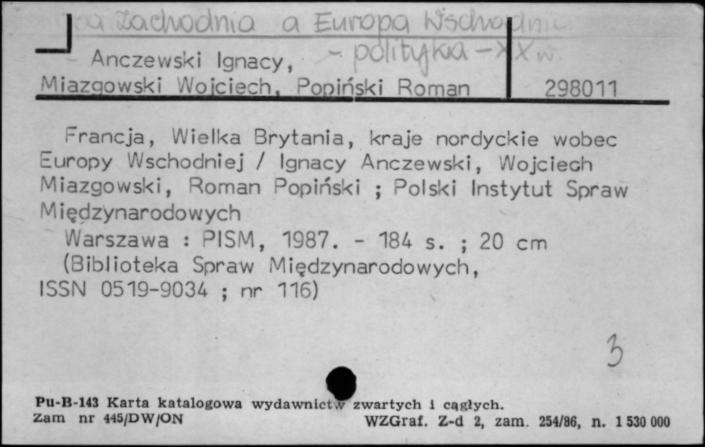 Zachodnia a Europa Wschodnia
- polityka - XX w.
Anczewski Ignacy,
Miazgowski Wojciech, Popiński Roman 298011
Francja, Wielka Brytania, kraje nordyckie wobec
Europy Wschodniej / Ignacy Anczewski, Wojciech
Miazgowski, Roman Popiński ; Polski Instytut Spraw
Międzynarodowych
Warszawa : PISM, 1987. - 184 s. ; 20 cm
(Biblioteka Spraw Międzynarodowych,
ISSN 0519-9034 ; nr 116)
3
Pu-B-143 Karta katalogowa wydawnictw zwartych i ciągłych.
Zam nr 445/DW/ON WZGraf. Z-d 2, zam. 254/86, n. 1 530 000